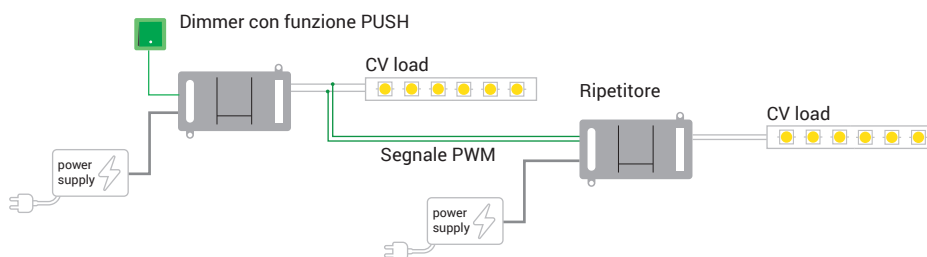 Dimmer con funzione PUSH
CV load
Ripetitore
CV load
Segnale PWM
power
supply
power
supply